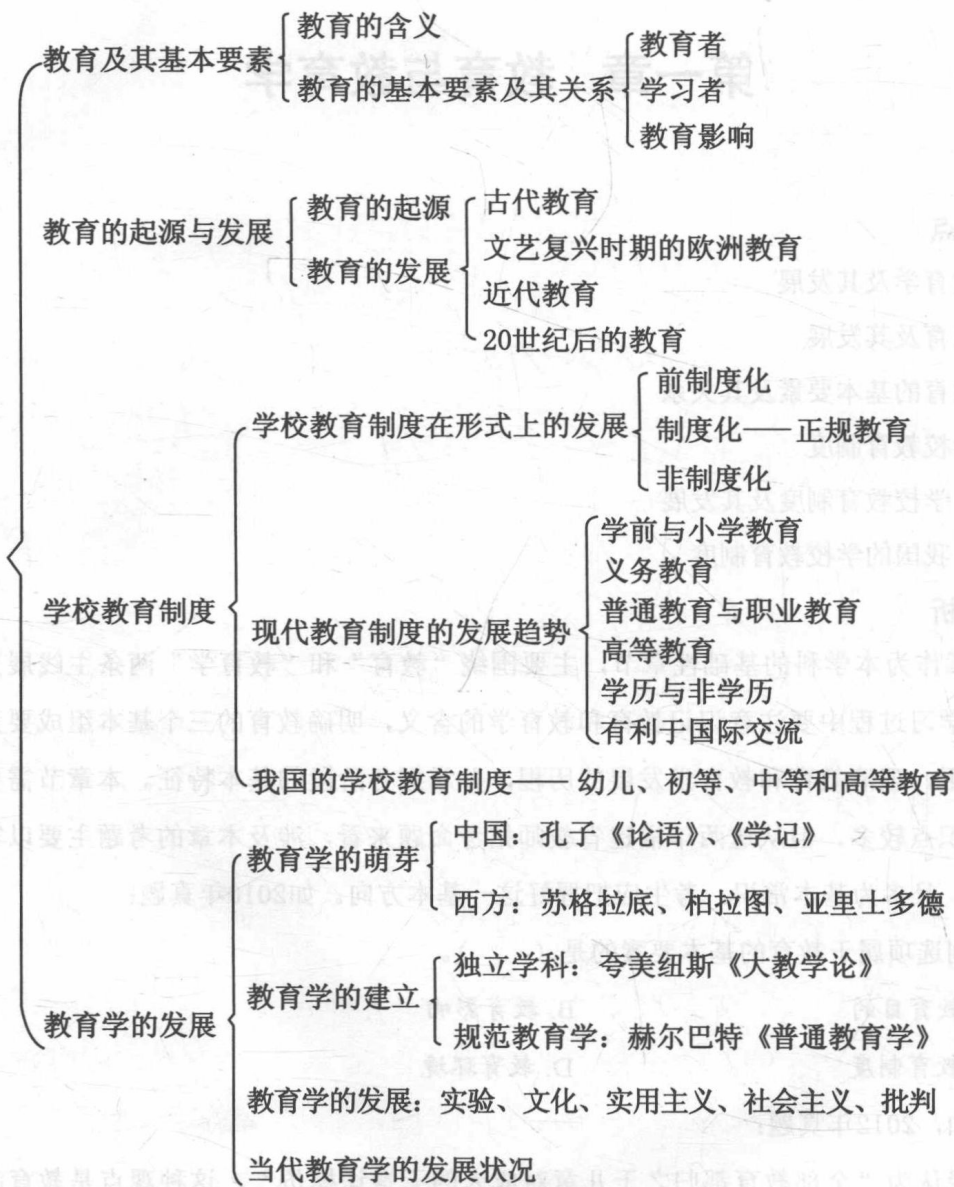 教育及其基本要素
教育的含义
教育的基本要素及其关系
教育者
学习者
教育影响
教育的起源与发展
教育的起源
教育的发展
古代教育
文艺复兴时期的欧洲教育
近代教育
20世纪后的教育
学校教育制度
学校教育制度在形式上的发展
前制度化
制度化——正规教育
非制度化
现代教育制度的发展趋势
学前与小学教育
义务教育
普通教育与职业教育
高等教育
学历与非学历
有利于国际交流
我国的学校教育制度——幼儿、初等、中等和高等教育
教育学的发展
教育学的萌芽
中国：孔子《论语》、《学记》
西方：苏格拉底、柏拉图、亚里士多德
教育学的建立
独立学科：夸美纽斯《大教学论》
规范教育学：赫尔巴特《普通教育学》
教育学的发展：实验、文化、实用主义、社会主义、批判
当代教育学的发展状况